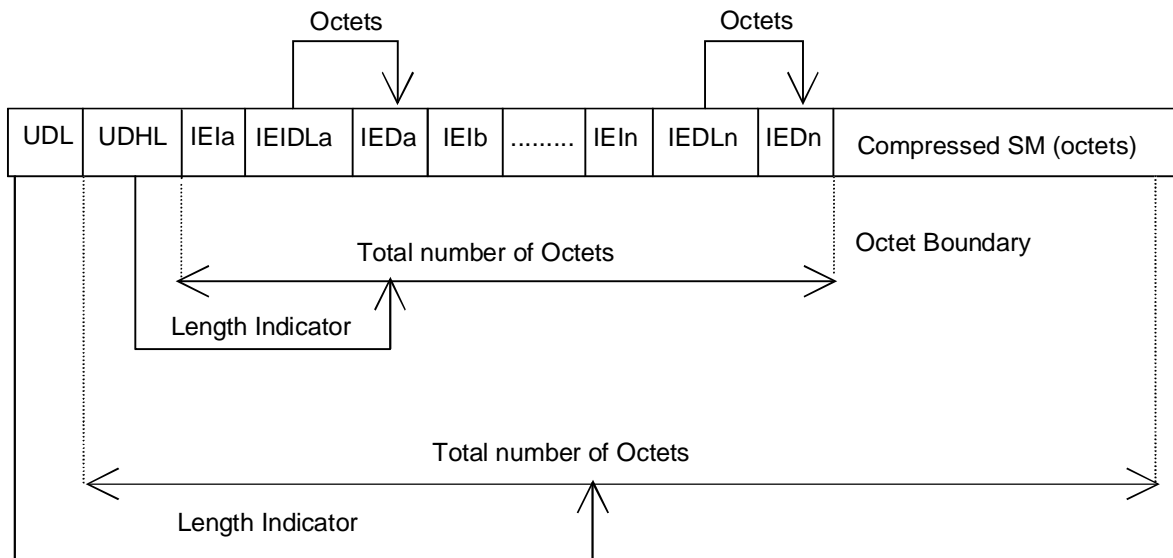 Octets Octets
UDL UDHL IEIa IEIDLa IEDa IEIb ......... IEIn IEDLn IEDn Compressed SM (octets)
Total number of Octets Octet Boundary
Length Indicator
Total number of Octets
Length Indicator